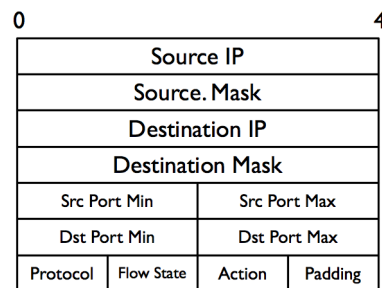 0 4
Source IP
Source. Mask
Destination IP
Destination Mask
Src Port Min Src Port Max
Dst Port Min Dst Port Max
Protocol Flow State Action Padding